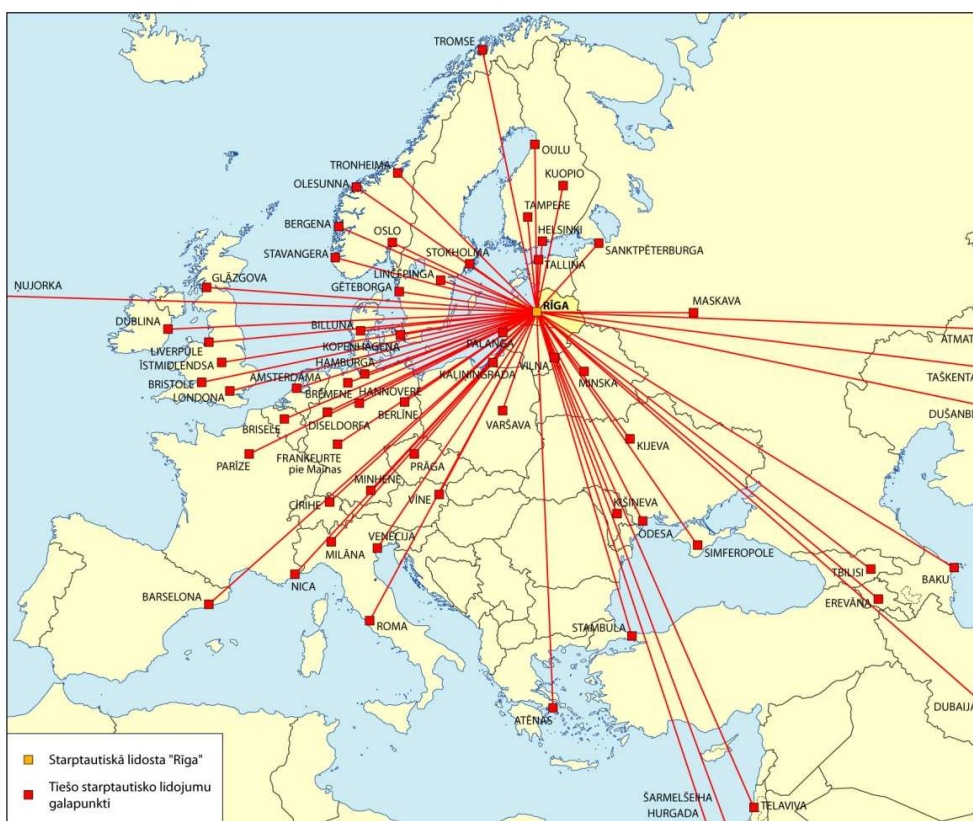 TROMSE
OULU
TRONHEIMA
KUOPIO
OLESUNNA
TAMPERE
BERGENA
OSLO
HELSINKI
STOKHOLMA
SANKTPĒTERBURGA
STAVANGERA
TALLINA
LINČĒPINGA
GLĀZGOVA
GĒTEBORGA
ŅUJORKA
RĪGA
MASKAVA
DUBLINA
BILLUNA
ATMAT
KOPENHĀGENA
PALANGA
LIVERPŪLE
ĪSTMIDLENDSA
HAMBURGA
VIĻŅA
KALIŅINGRADA
TAŠKENTA
AMSTERDAMA
MINSKA
BRISTOLE
BRĒMENE
HANNOVERE
LONDONA
BERLĪNE
DUŠANBE
BRISELE
DISELDORFA
VARŠAVA
KIJEVA
PARĪZE
FRANKFURTE
pie Mainas
PRĀGA
MINHENE
CĪRIHE
VĪNE
KIŠIŅEVA
ODESA
MILĀNA
VENĒCIJA
SIMFEROPOLE
TBILISI
BAKU
NICA
BARSELONA
EREVĀNA
ROMA
STAMBULA
ATĒNAS
DUBAIJA
Starptautiskā lidosta "Rīga"
Tiešo starptautisko lidojumu
galapunkti
ŠARMELŠEIHA
TELAVIVA
HURGADA